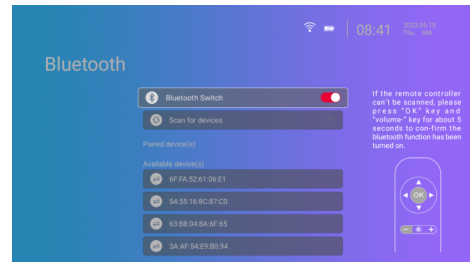 08:41
2023.05.18
Thu AM
Bluetooth
Bluetooth Switch
Scan for devices
Paired device(s)
Available device(s)
6F:FA:52:61:06:E1
54:55:16:8C:87:C0
63:B8:04:8A:6F:65
3A:AF:54:E9:B0:94
If the remote controller
can't be scanned, please
press "OK" key and
"volume-" key for about 5
seconds to con-firm the
bluetooth function has been
turned on.
OK